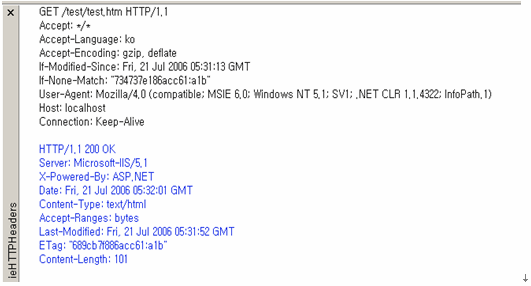 GET /test/test.htm HTTP/1.1
Accept: */*
Accept-Language: ko
Accept-Encoding: gzip, deflate
If-Modified-Since: Fri, 21 Jul 2006 05:31:13 GMT
If-None-Match: "734737e186acc61:a1b"
User-Agent: Mozilla/4.0 (compatible; MSIE 6.0; Windows NT 5.1; SV1; .NET CLR 1.1.4322; InfoPath.1)
Host: localhost
Connection: Keep-Alive
HTTP/1.1 200 OK
Server: Microsoft-IIS/5.1
X-Powered-By: ASP.NET
Date: Fri, 21 Jul 2006 05:32:01 GMT
Content-Type: text/html
Accept-Ranges: bytes
Last-Modified: Fri, 21 Jul 2006 05:31:52 GMT
ETag: "689cb7f886acc61:a1b"
Content-Length: 101
ieHTTPHeaders